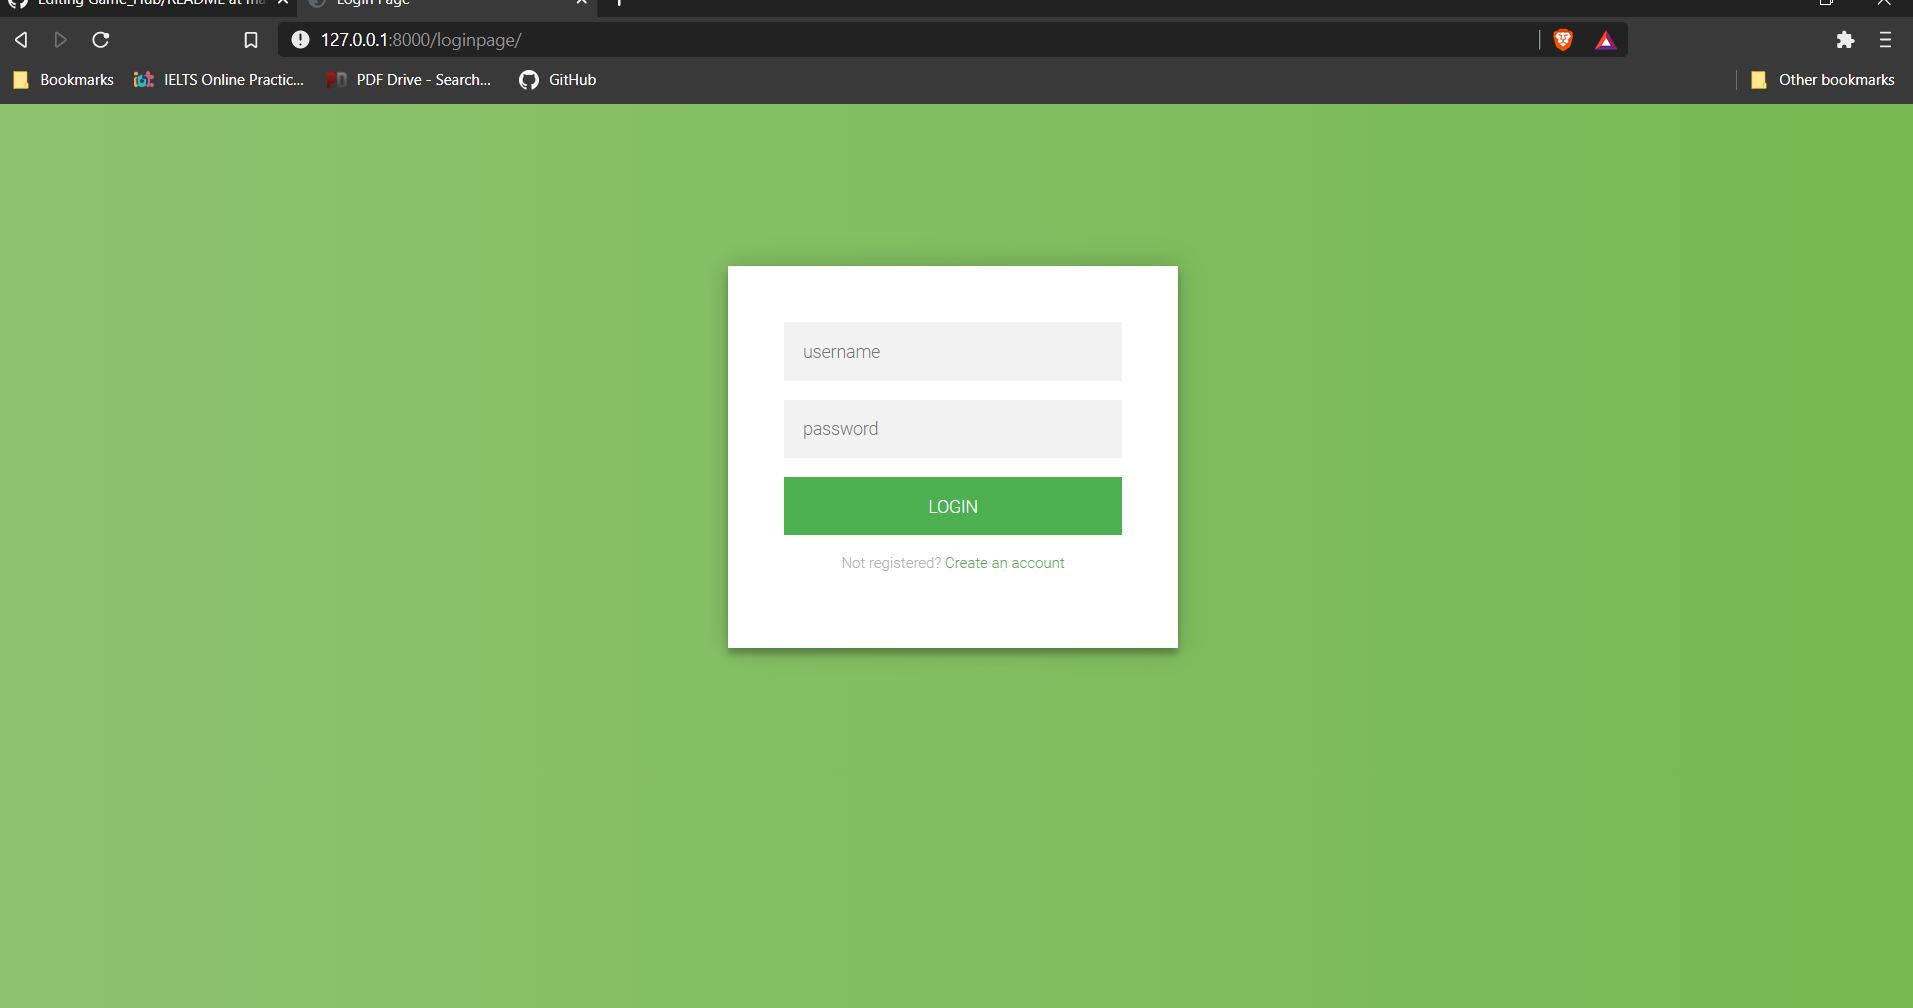 Editing Game_Hub/README at ma
Login Page
127.0.0.1:8000/loginpage/
Bookmarks
IELTS Online Practic...
PDF Drive - Search...
GitHub
Other bookmarks
username
password
LOGIN
Not registered? Create an account